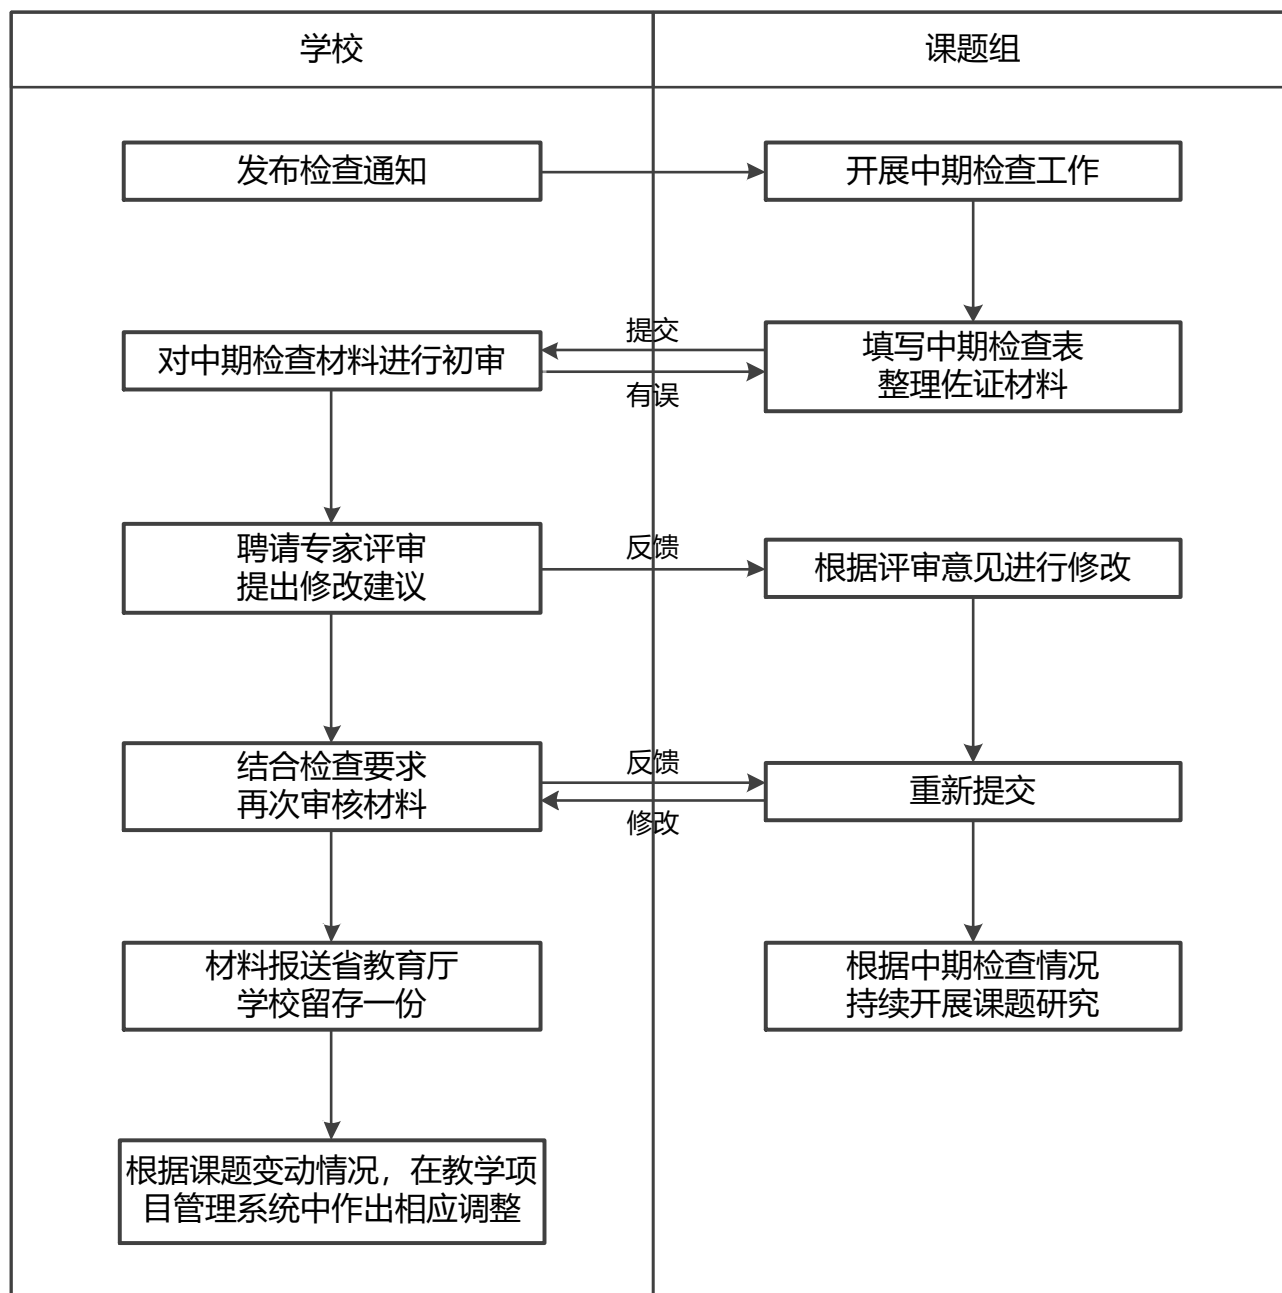 学校
课题组
发布检查通知
开展中期检查工作
提交
对中期检查材料进行初审
有误
填写中期检查表
整理佐证材料
聘请专家评审
提出修改建议
反馈
根据评审意见进行修改
结合检查要求
再次审核材料
反馈
修改
重新提交
材料报送省教育厅
学校留存一份
根据中期检查情况
持续开展课题研究
根据课题变动情况，在教学项
目管理系统中作出相应调整